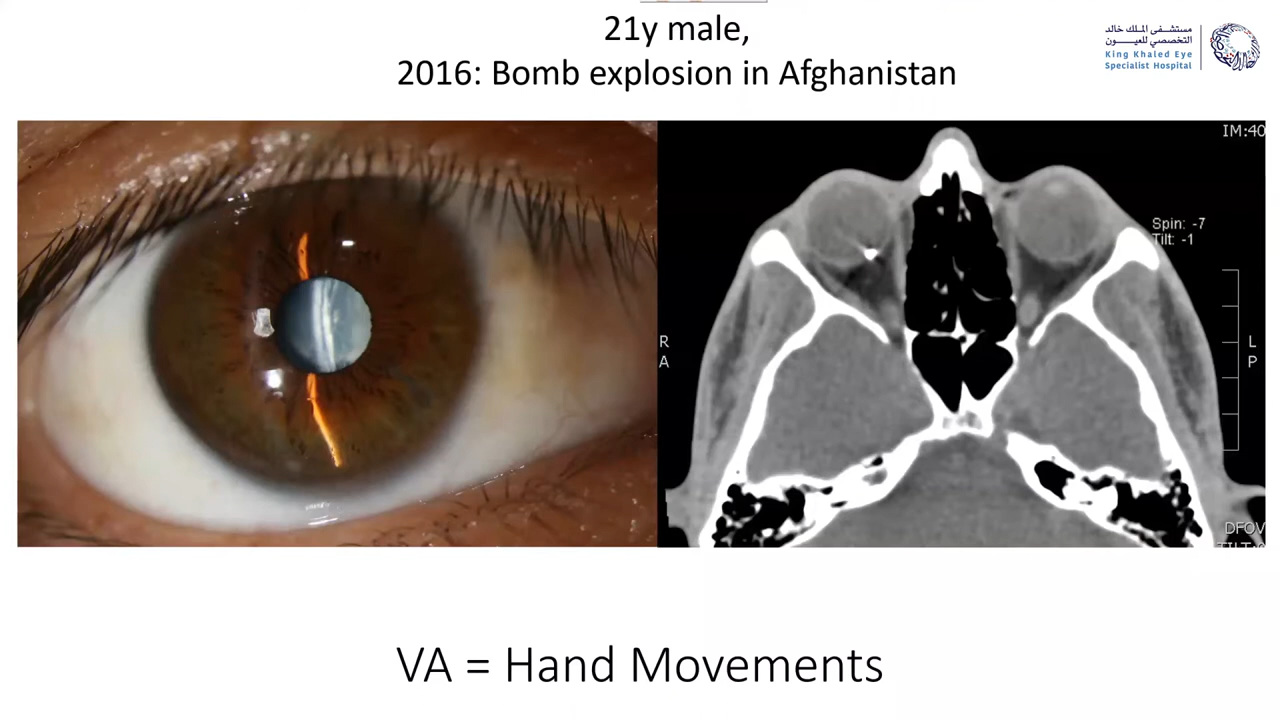 21y male,
2016: Bomb explosion in Afghanistan
مستشفى الملك خالد
التخصصي للعيـــون
King Khaled Eye
Specialist Hospital
IM:40
Spin: -7
Tilt: -1
R
A
L
P
DFOV
VA = Hand Movements